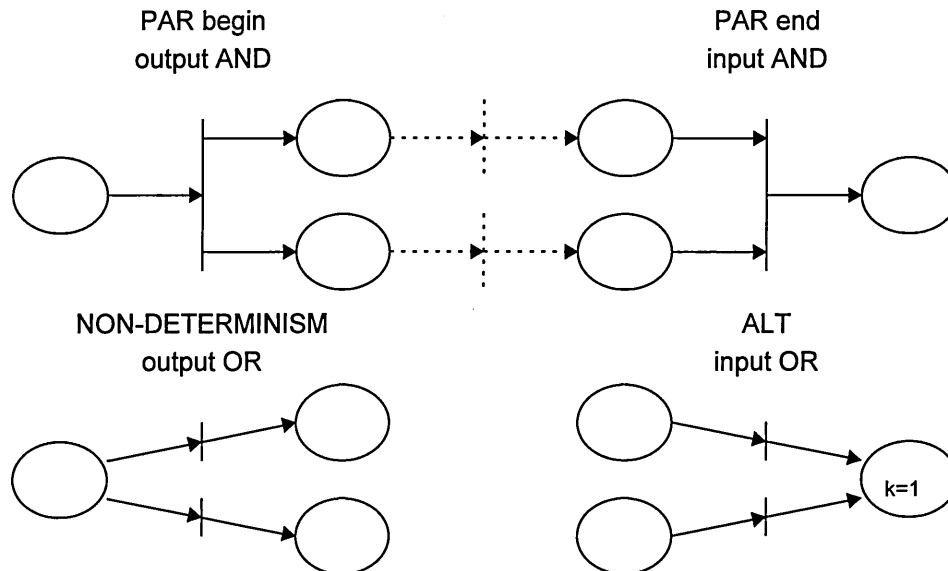 PAR begin
output AND
PAR end
input AND
NON-DETERMINISM
output OR
ALT
input OR
k=1